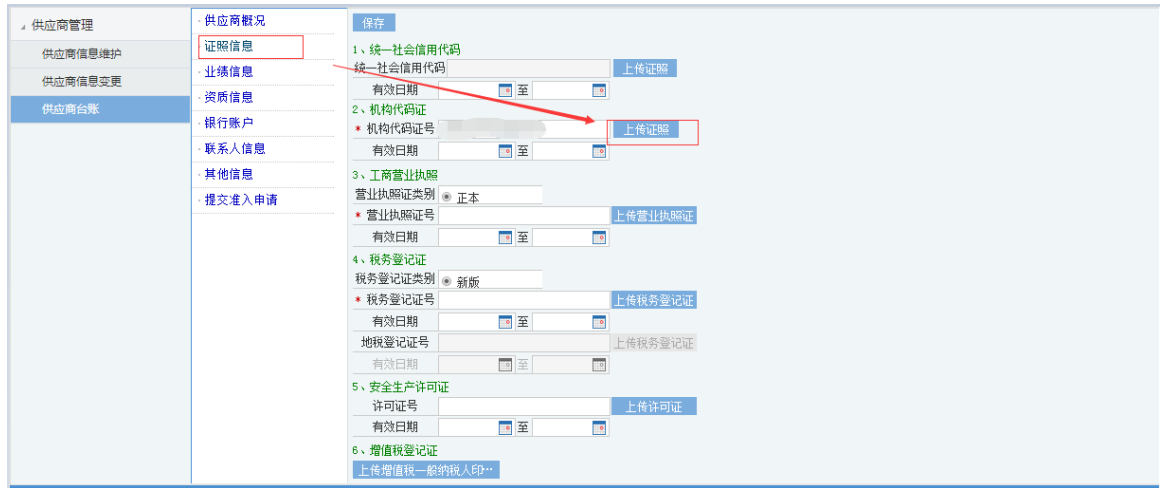 供应商管理
供应商信息维护
供应商信息变更
供应商台账
供应商概况
证照信息
业绩信息
资质信息
银行账户
联系人信息
其他信息
提交准入申请
保存
1、统一社会信用代码
统一社会信用代码 上传证照
有效日期 至
2、机构代码证
* 机构代码证号 上传证照
有效日期 至
3、工商营业执照
营业执照证类别 正本
* 营业执照证号 上传营业执照证
有效日期 至
4、税务登记证
税务登记证类别 新版
* 税务登记证号 上传税务登记证
有效日期 至
地税登记证号 上传税务登记证
有效日期 至
5、安全生产许可证
许可证号 上传许可证
有效日期 至
6、增值税登记证
上传增值税一般纳税人印…